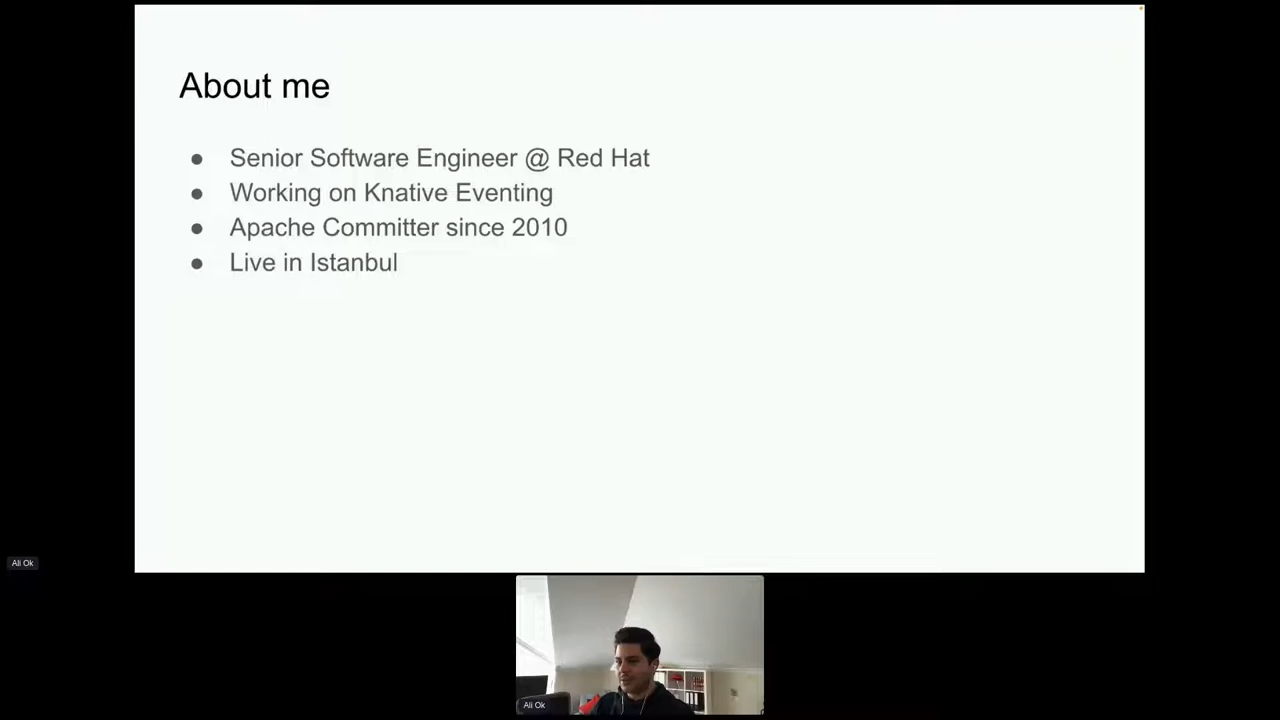 About me
● Senior Software Engineer @ Red Hat
● Working on Knative Eventing
● Apache Committer since 2010
● Live in Istanbul
Ali Ok
Ali Ok